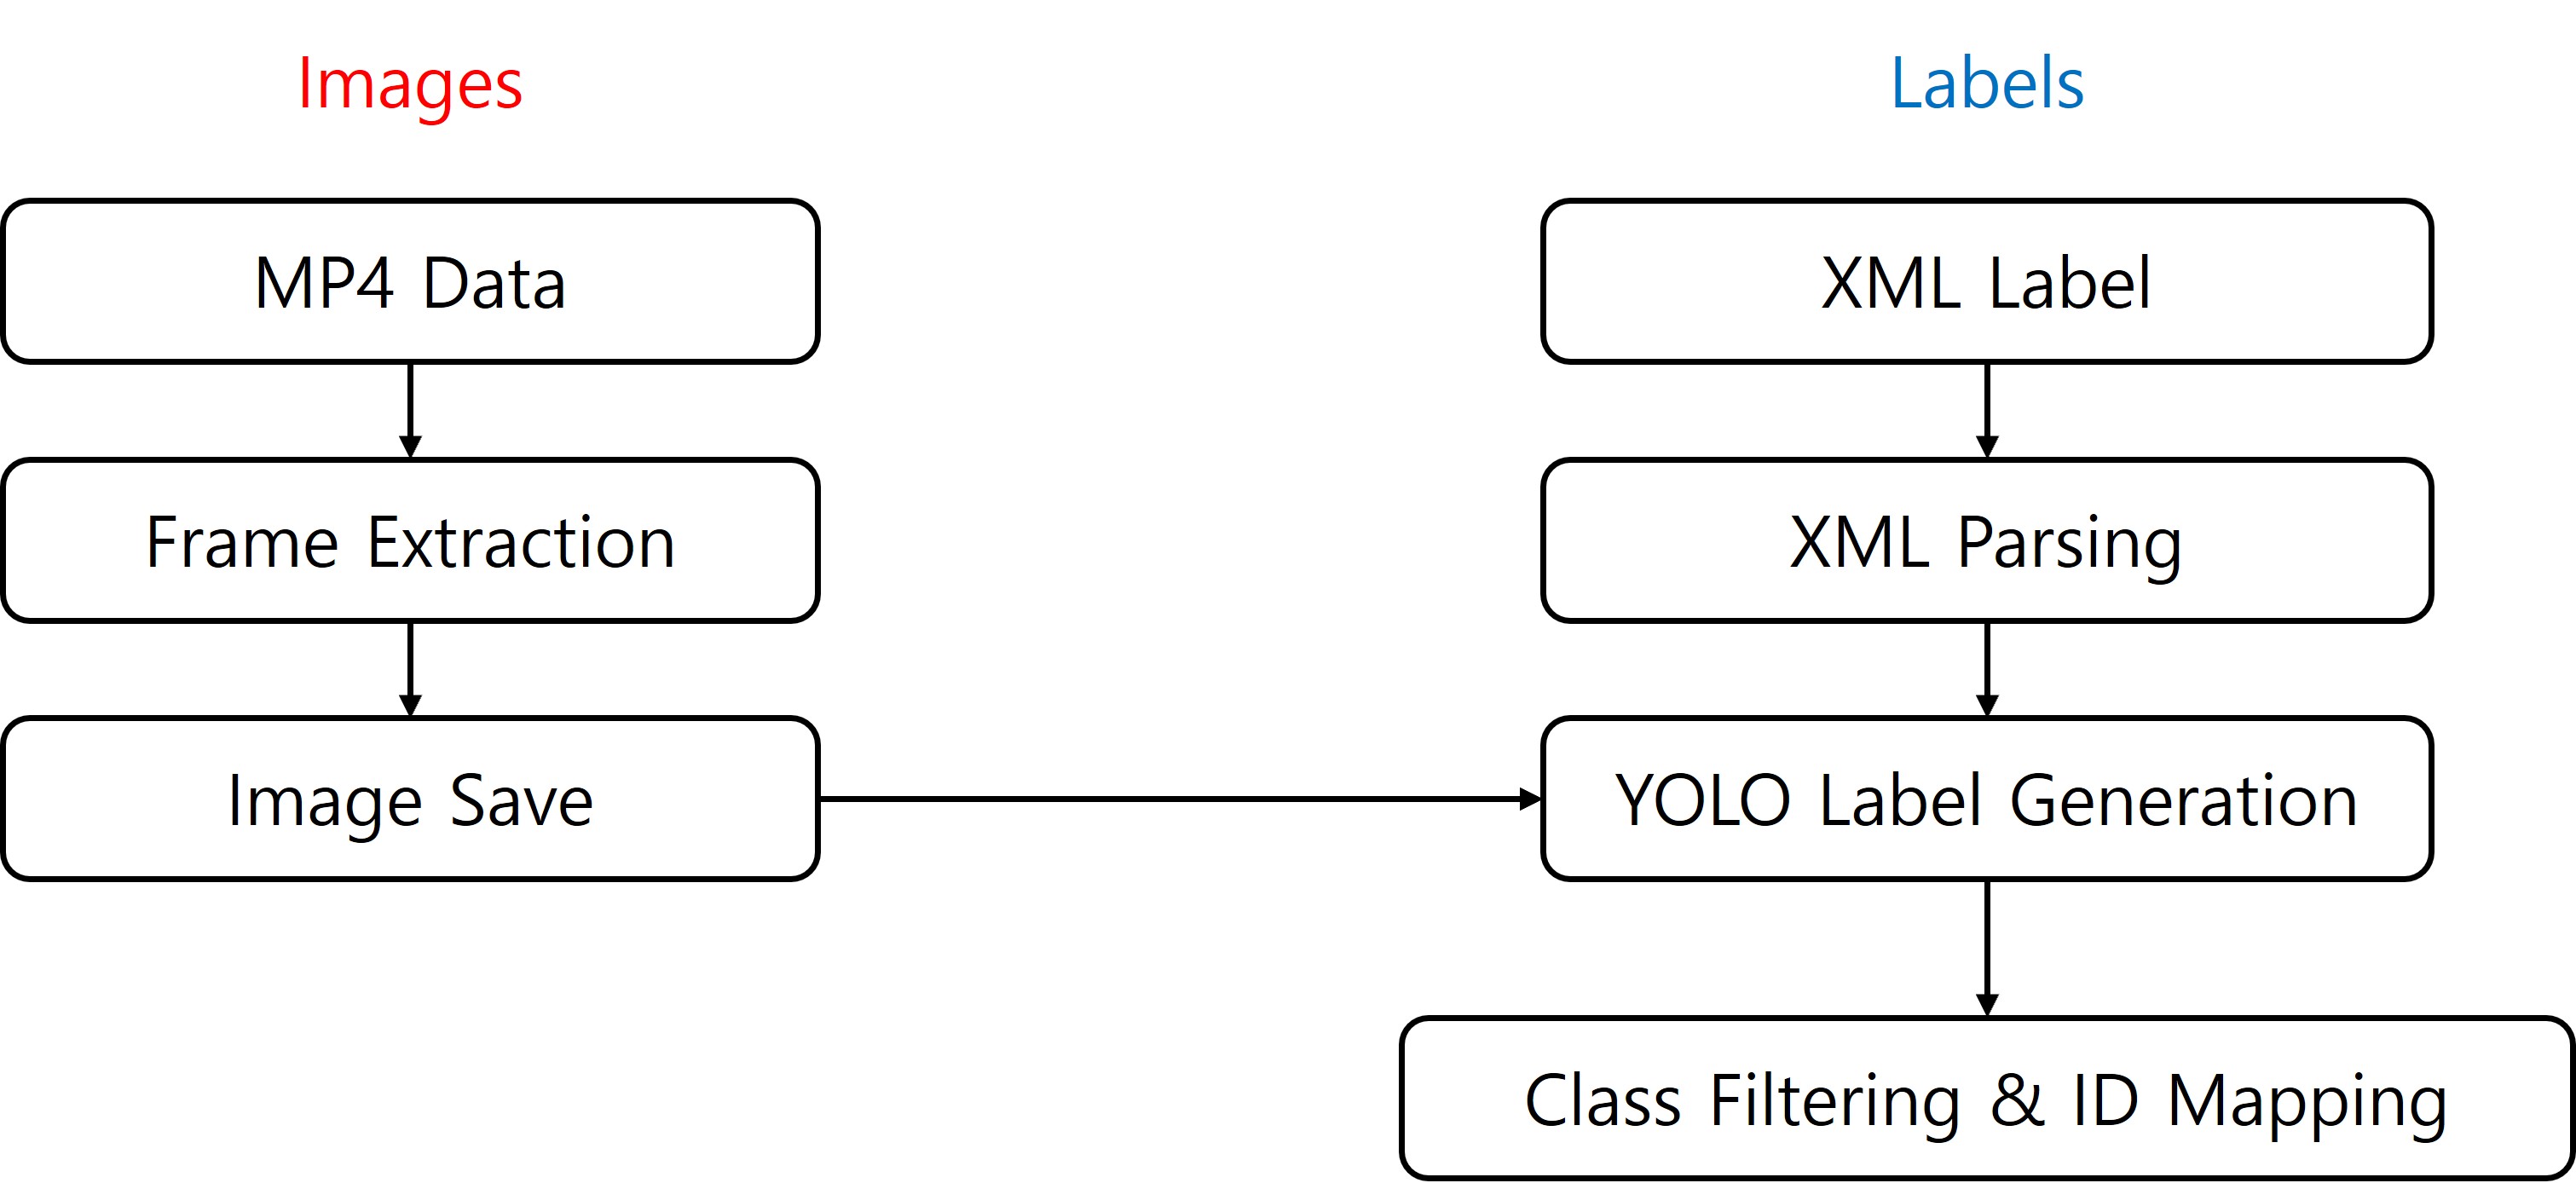 Images
Labels
MP4 Data
XML Label
Frame Extraction
XML Parsing
Image Save
YOLO Label Generation
Class Filtering & ID Mapping